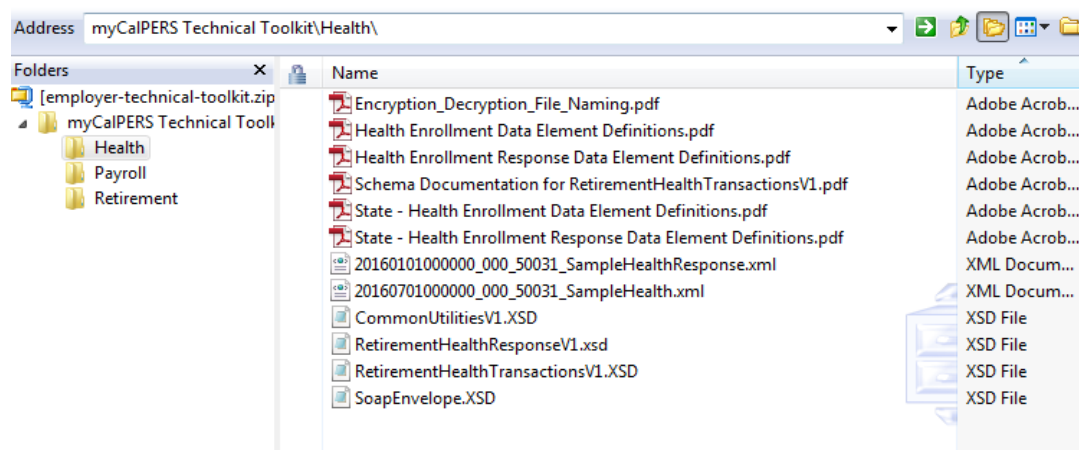 Address myCalPERS Technical Toolkit\Health\
Folders × Name Type
[employer-technical-toolkit.zip
myCalPERS Technical Toolk
Health
Payroll
Retirement
Encryption_Decryption_File_Naming.pdf Adobe Acrob...
Health Enrollment Data Element Definitions.pdf Adobe Acrob...
Health Enrollment Response Data Element Definitions.pdf Adobe Acrob...
Schema Documentation for RetirementHealthTransactionsV1.pdf Adobe Acrob...
State - Health Enrollment Data Element Definitions.pdf Adobe Acrob...
State - Health Enrollment Response Data Element Definitions.pdf Adobe Acrob...
20160101000000_000_50031_SampleHealthResponse.xml XML Docum...
20160701000000_000_50031_SampleHealth.xml XML Docum...
CommonUtilitiesV1.XSD XSD File
RetirementHealthResponseV1.xsd XSD File
RetirementHealthTransactionsV1.XSD XSD File
SoapEnvelope.XSD XSD File